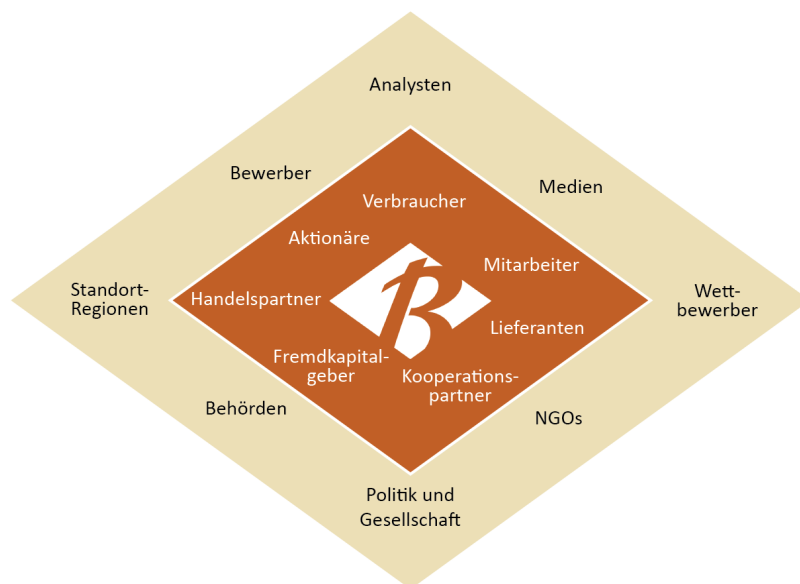 Analysten
Bewerber
Medien
Verbraucher
Aktionäre
Mitarbeiter
Standort-
Regionen
Handelspartner
B
Wett-
bewerber
Lieferanten
Fremdkapital-
geber
Kooperations-
partner
Behörden
NGOs
Politik und
Gesellschaft